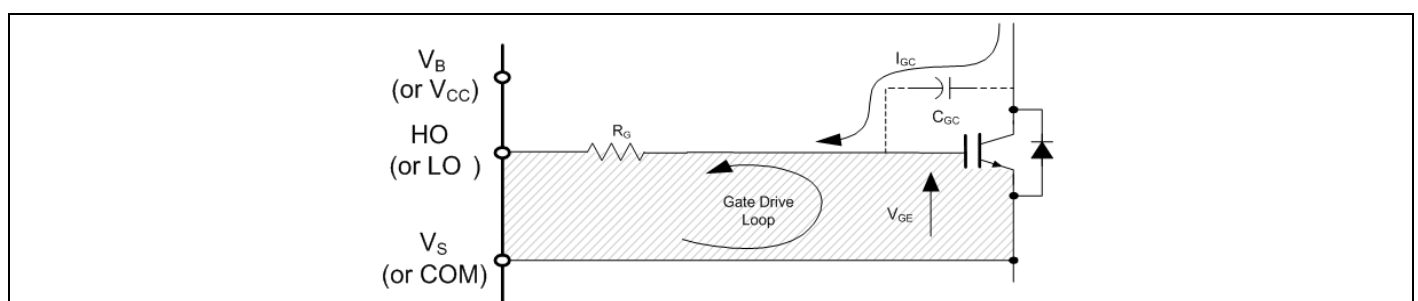 V_B
(or V_CC)
HO
(or LO )
V_S
(or COM)
R_G
I_GC
C_GC
Gate Drive
Loop
V_GE